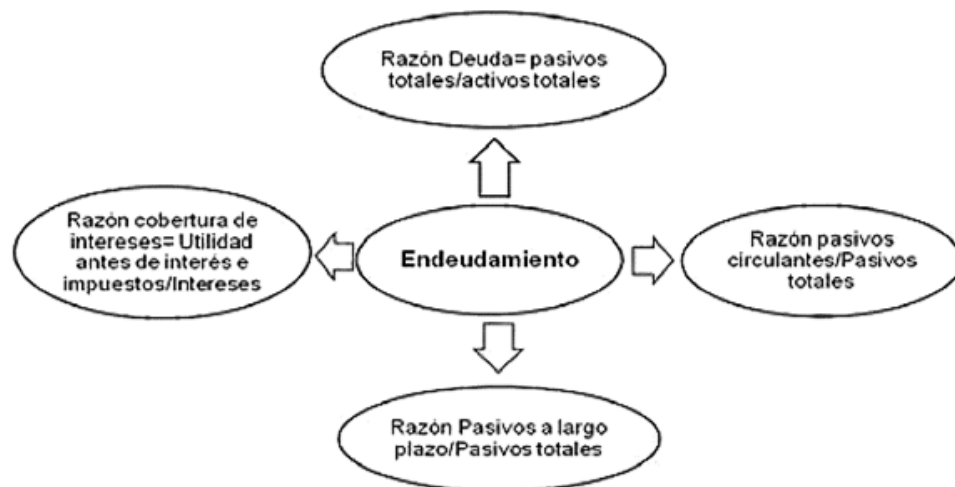 Razón Deuda= pasivos
totales/activos totales
Razón cobertura de
intereses= Utilidad
antes de interés e
impuestos/Intereses
Endeudamiento
Razón pasivos
circulantes/Pasivos
totales
Razón Pasivos a largo
plazo/Pasivos totales